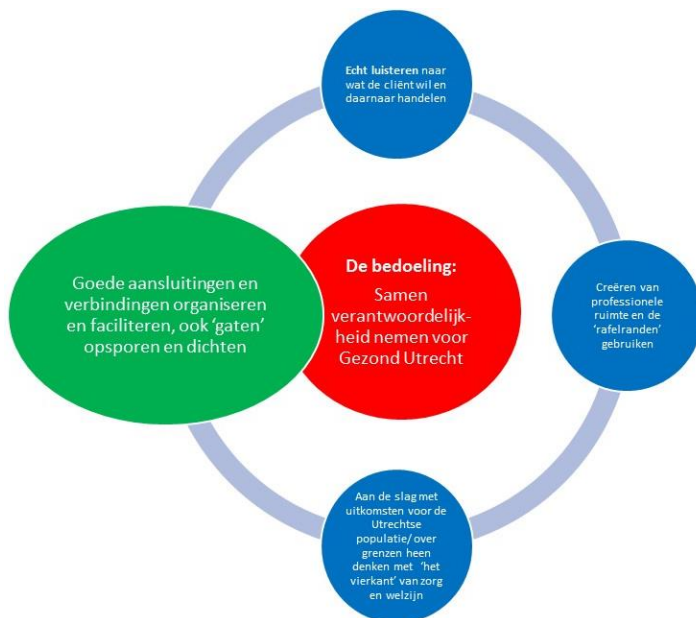 Echt luisteren naar
wat de cliënt wil en
daarnaar handelen
Goede aansluitingen en
verbindingen organiseren
en faciliteren, ook ‘gaten’
opsporen en dichten
De bedoeling:
Samen
verantwoordelijk-
heid nemen voor
Gezond Utrecht
Creëren van
professionele
ruimte en de
‘rafelranden’
gebruiken
Aan de slag met
uitkomsten voor de
Utrechtse
populatie/ over
grenzen heen
denken met ‘het
vierkant’ van zorg
en welzijn